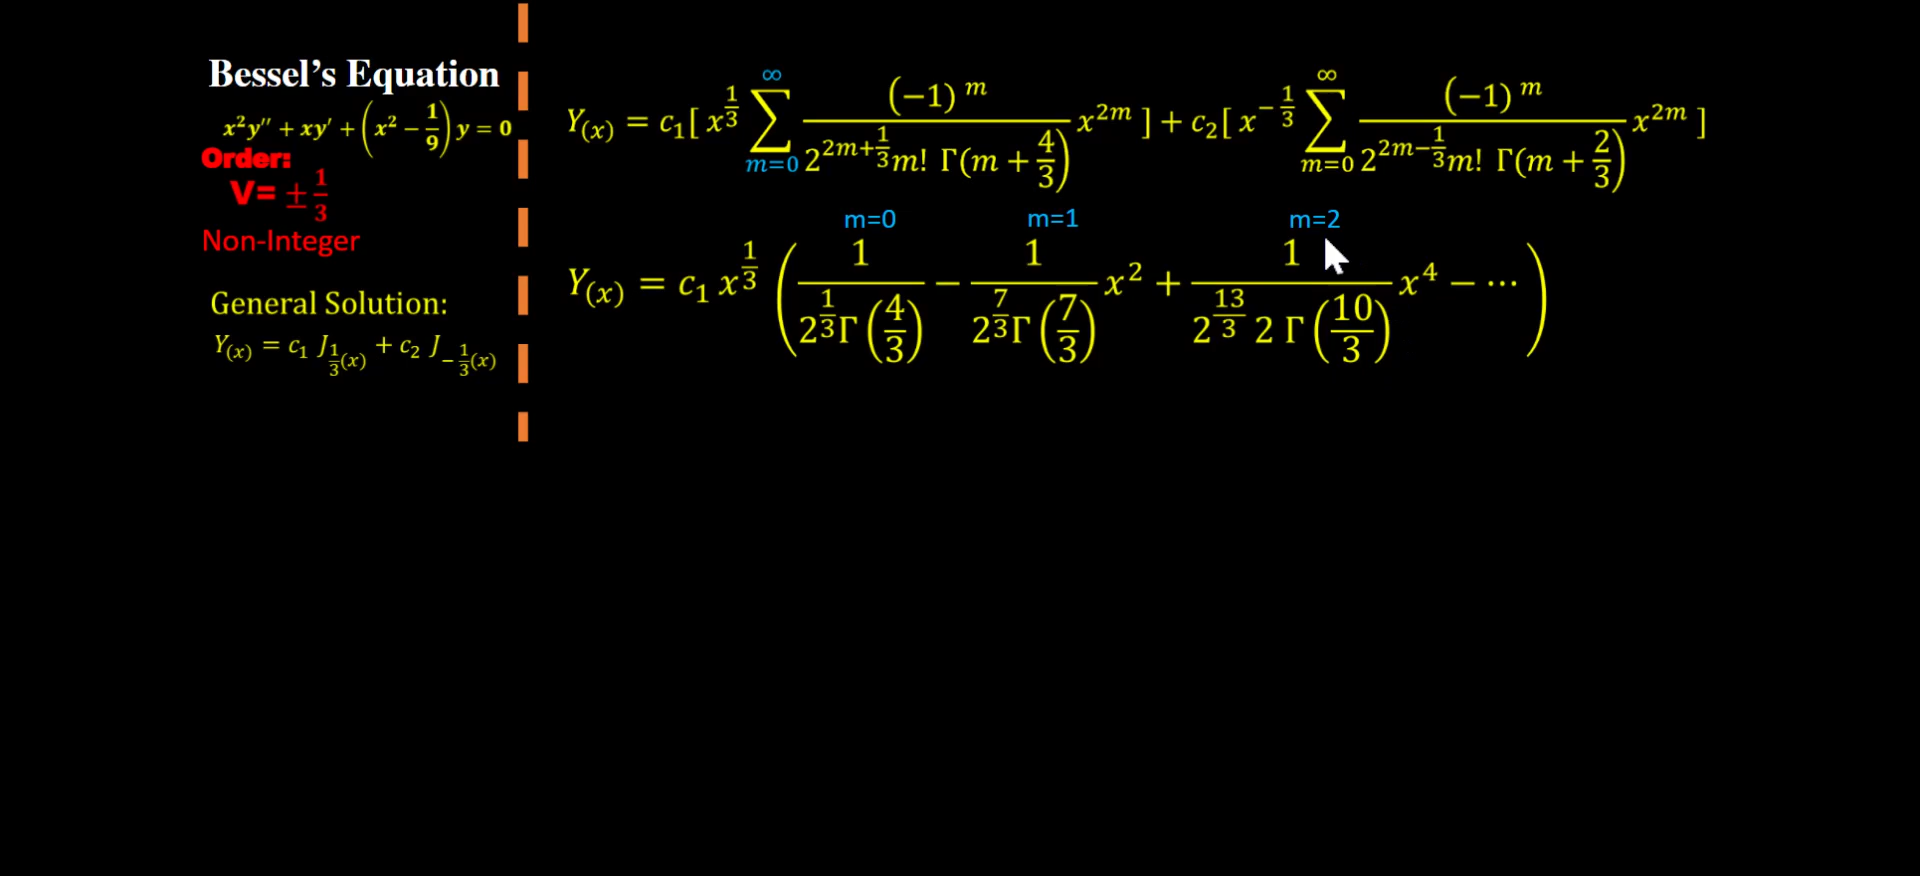 Bessel's Equation
x²y″ + xy′ + (x² − 1/9) y = 0
Order:
V= ± 1/3
Non-Integer
General Solution:
Y₍ₓ₎ = c₁ J_{1/3(x)} + c₂ J_{−1/3(x)}
Y₍ₓ₎ = c₁[ x^{1/3} ∑_{m=0}^{∞} (−1)^m / (2^{2m+1/3} m! Γ(m + 4/3)) x^{2m} ] + c₂[ x^{−1/3} ∑_{m=0}^{∞} (−1)^m / (2^{2m−1/3} m! Γ(m + 2/3)) x^{2m} ]
m=0 m=1 m=2
Y₍ₓ₎ = c₁ x^{1/3} ( 1 / (2^{1/3} Γ(4/3)) − 1 / (2^{7/3} Γ(7/3)) x² + 1 / (2^{13/3} 2 Γ(10/3)) x⁴ − ⋯ )